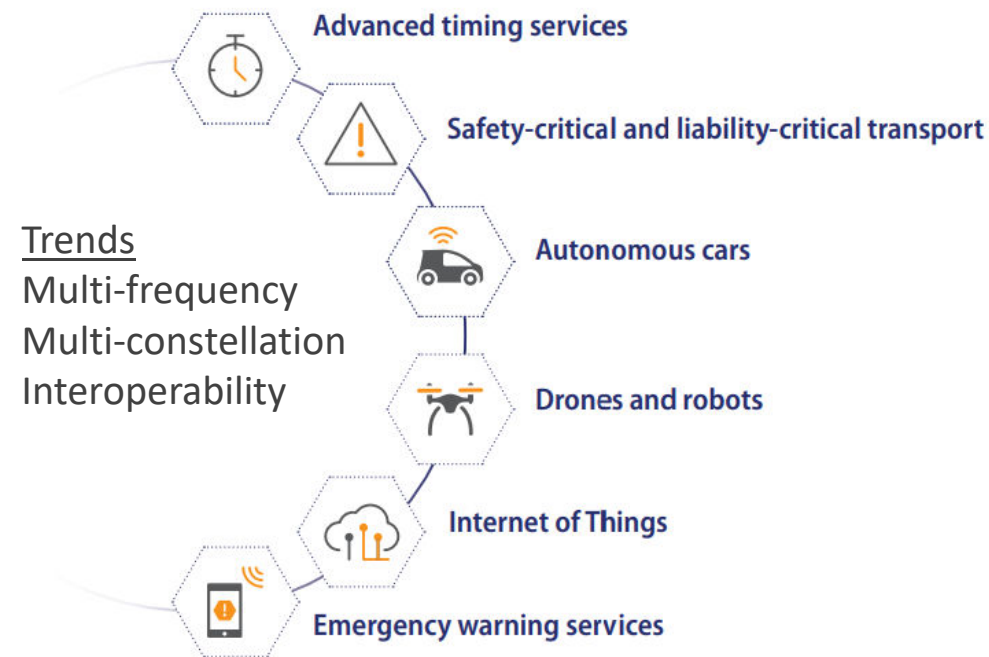 Advanced timing services
Safety-critical and liability-critical transport
Autonomous cars
Drones and robots
Internet of Things
Emergency warning services
Trends
Multi-frequency
Multi-constellation
Interoperability